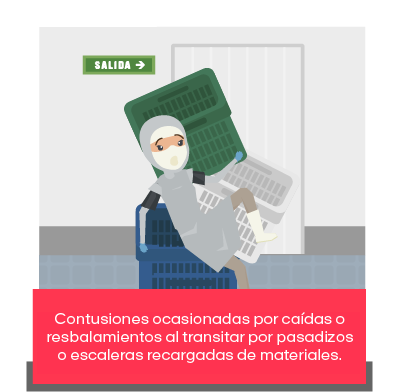 SALIDA →
Contusiones ocasionadas por caídas o
resbalamientos al transitar por pasadizos
o escaleras recargadas de materiales.